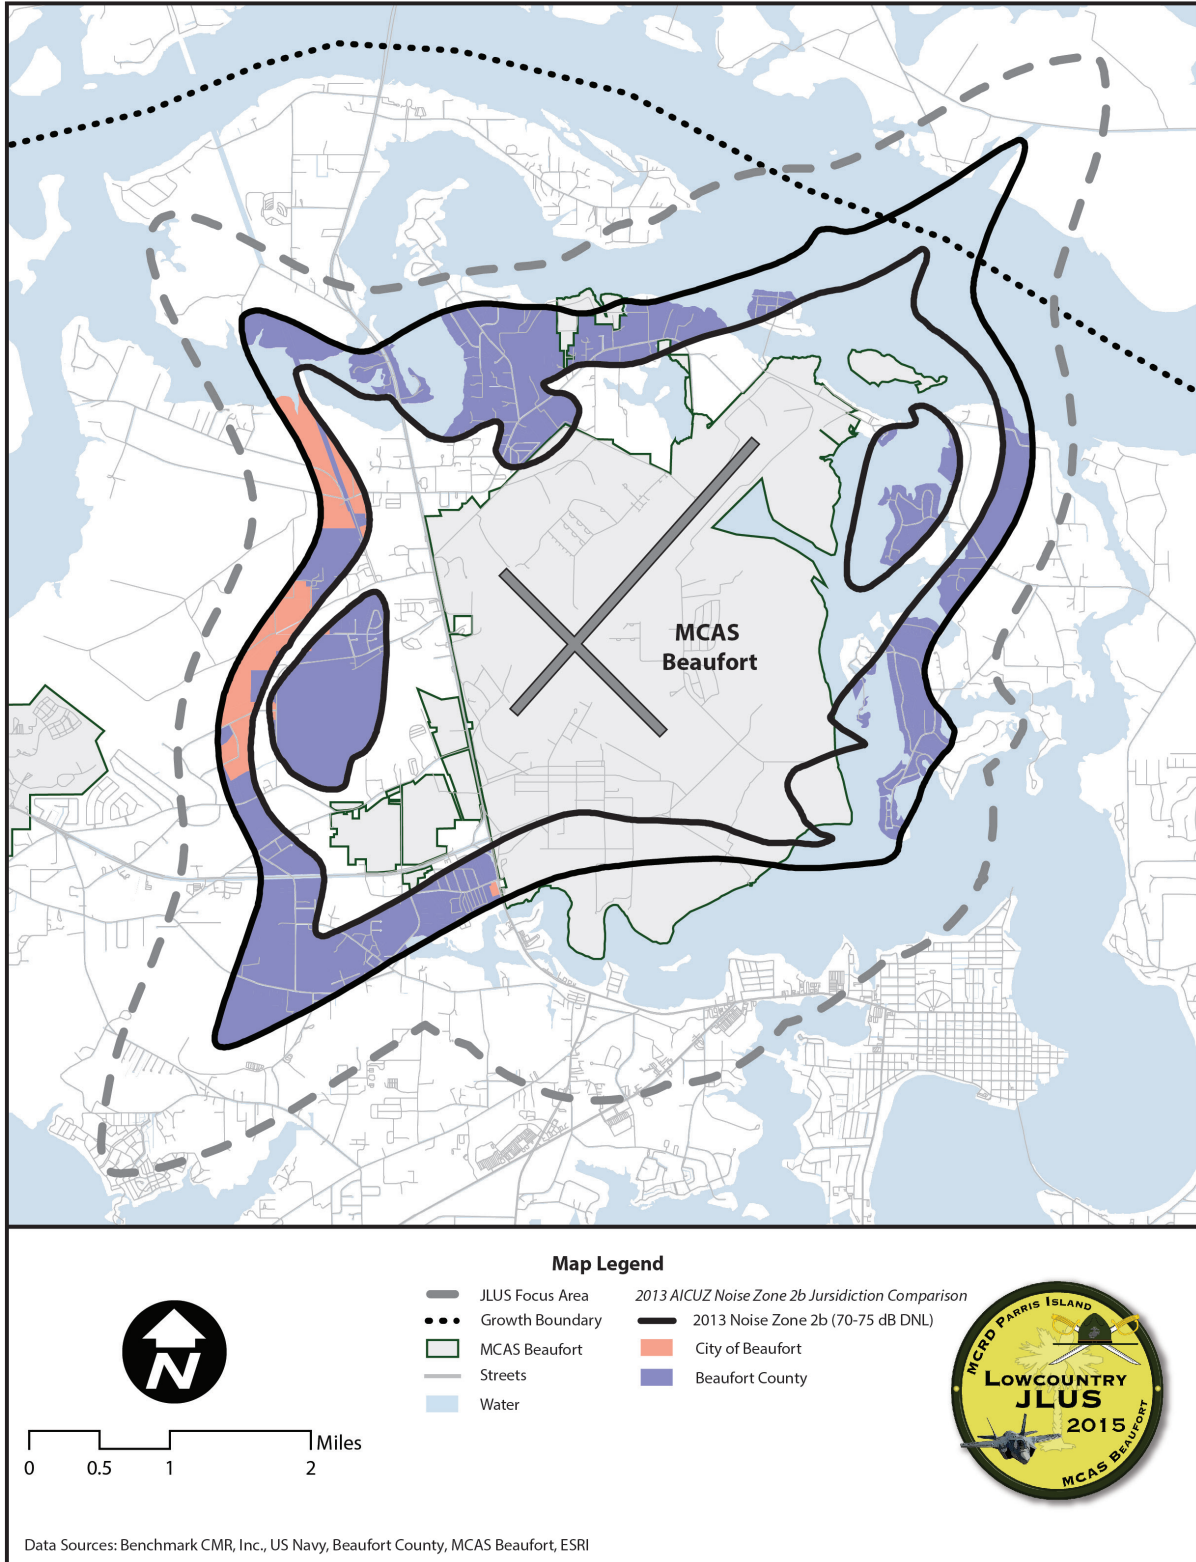 MCAS
Beaufort
Map Legend
JLUS Focus Area
Growth Boundary
MCAS Beaufort
Streets
Water
2013 AICUZ Noise Zone 2b Jursidiction Comparison
2013 Noise Zone 2b (70-75 dB DNL)
City of Beaufort
Beaufort County
N
Miles
0 0.5 1 2
MCRD PARRIS ISLAND
LOWCOUNTRY
JLUS
2015
MCAS BEAUFORT
Data Sources: Benchmark CMR, Inc., US Navy, Beaufort County, MCAS Beaufort, ESRI